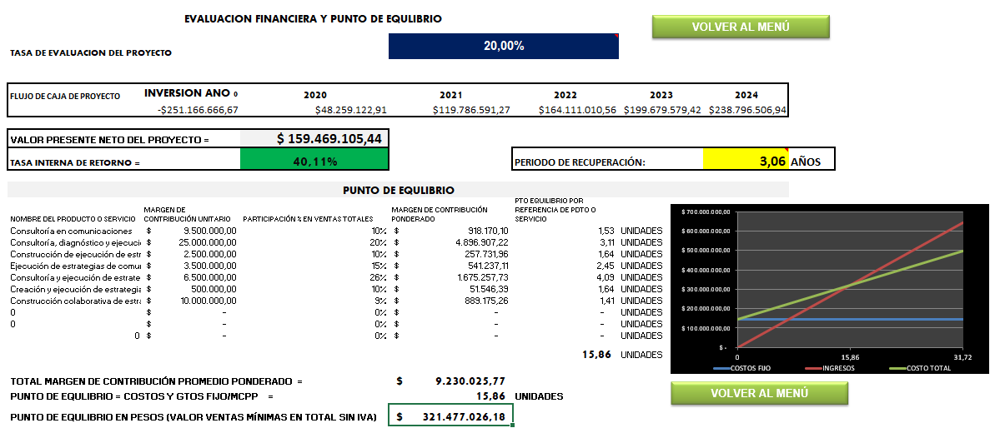 EVALUACION FINANCIERA Y PUNTO DE EQULIBRIO
VOLVER AL MENÚ
TASA DE EVALUACION DEL PROYECTO 20,00%
FLUJO DE CAJA DE PROYECTO INVERSION ANO 0 2020 2021 2022 2023 2024
-$251.166.666,67 $48.259.122,91 $119.786.591,27 $164.111.010,56 $199.679.579,42 $238.796.506,94
VALOR PRESENTE NETO DEL PROYECTO = $ 159.469.105,44
TASA INTERNA DE RETORNO = 40,11% PERIODO DE RECUPERACIÓN: 3,06 AÑOS
PUNTO DE EQULIBRIO
NOMBRE DEL PRODUCTO O SERVICIO MARGEN DE CONTRIBUCIÓN UNITARIO PARTICIPACIÓN % EN VENTAS TOTALES MARGEN DE CONTRIBUCIÓN PONDERADO PTO EQUILIBRIO POR REFERENCIA DE PDTO O SERVICIO
Consultoría en comunicaciones $ 9.500.000,00 10% $ 918.170,10 1,53 UNIDADES
Consultoría, diagnóstico y ejecuci $ 25.000.000,00 20% $ 4.896.907,22 3,11 UNIDADES
Construcción de ejecución de estr $ 2.500.000,00 10% $ 257.731,96 1,64 UNIDADES
Ejecución de estrategias de comu $ 3.500.000,00 15% $ 541.237,11 2,45 UNIDADES
Consultoría y ejecución de estrate $ 6.500.000,00 26% $ 1.675.257,73 4,09 UNIDADES
Creación y ejecución de estrategia $ 500.000,00 10% $ 51.546,39 1,64 UNIDADES
Construcción colaborativa de estra $ 10.000.000,00 9% $ 889.175,26 1,41 UNIDADES
0 $ - 0% $ - - UNIDADES
0 $ - 0% $ - - UNIDADES
0 $ - 0% $ - - UNIDADES
15,86 UNIDADES
$ 700.000.000,00
$ 600.000.000,00
$ 500.000.000,00
$ 400.000.000,00
$ 300.000.000,00
$ 200.000.000,00
$ 100.000.000,00
$ -
0 15,86 31,72
COSTOS FIJO INGRESOS COSTO TOTAL
TOTAL MARGEN DE CONTRIBUCIÓN PROMEDIO PONDERADO = $ 9.230.025,77
PUNTO DE EQULIBRIO = COSTOS Y GTOS FIJO/MCPP = 15,86 UNIDADES
VOLVER AL MENÚ
PUNTO DE EQULIBRIO EN PESOS (VALOR VENTAS MÍNIMAS EN TOTAL SIN IVA) $ 321.477.026,18